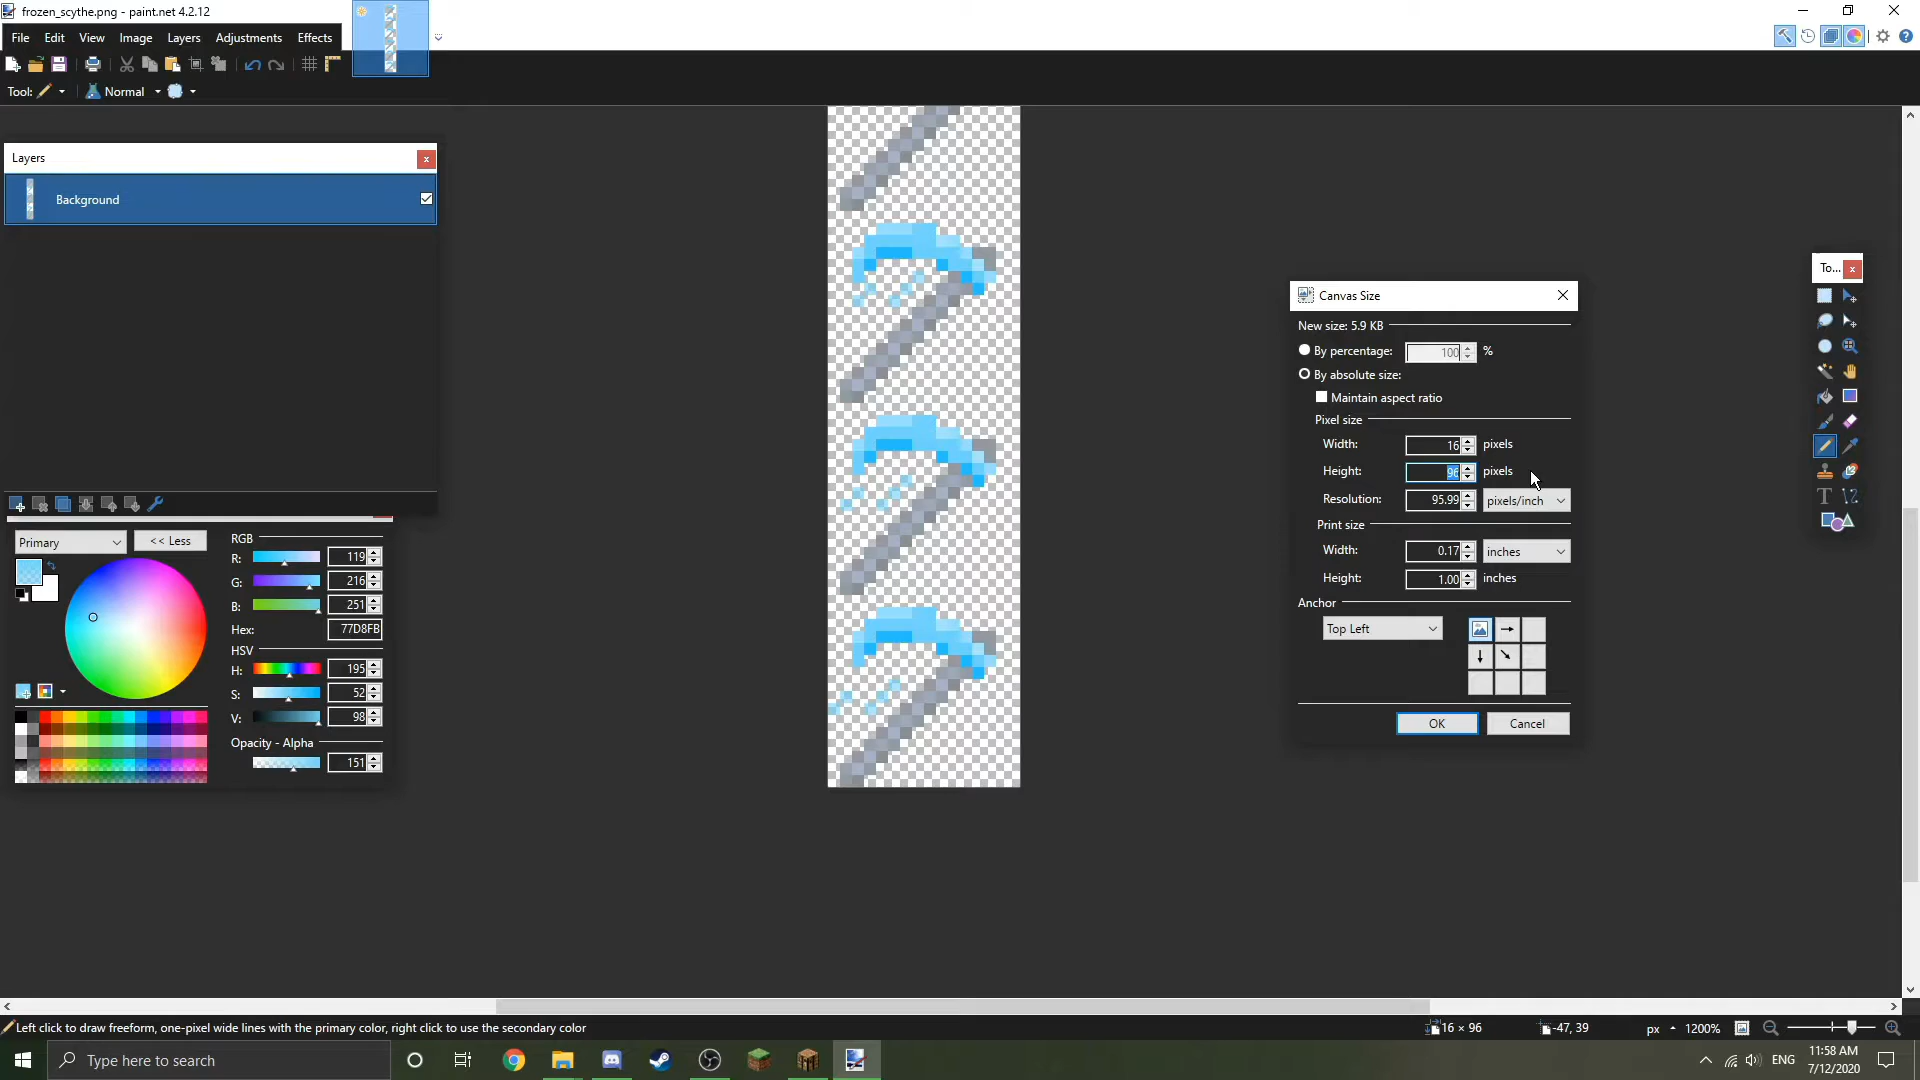 frozen_scythe.png - paint.net 4.2.12
File Edit View Image Layers Adjustments Effects
Tool: Normal
Layers
Background
Primary << Less RGB
R: 119
G: 216
B: 251
Hex: 77D8FB
HSV
H: 195
S: 52
V: 98
Opacity - Alpha
151
Canvas Size
New size: 5.9 KB
By percentage: 100 %
By absolute size:
Maintain aspect ratio
Pixel size
Width: 16 pixels
Height: 96 pixels
Resolution: 95.99 pixels/inch
Print size
Width: 0.17 inches
Height: 1.00 inches
Anchor
Top Left
OK Cancel
To...
Left click to draw freeform, one-pixel wide lines with the primary color, right click to use the secondary color
16 × 96 -47, 39 px 1200%
Type here to search
ENG 11:58 AM
7/12/2020